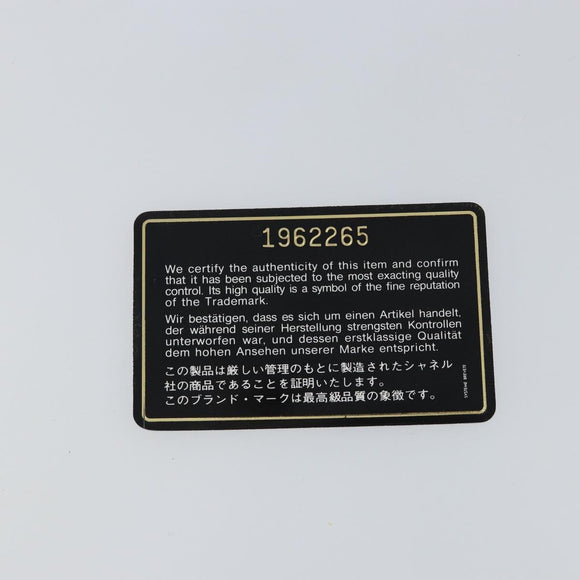 1962265
We certify the authenticity of this item and confirm
that it has been subjected to the most exacting quality
control. Its high quality is a symbol of the fine reputation
of the Trademark.
Wir bestätigen, dass es sich um einen Artikel handelt,
der während seiner Herstellung strengsten Kontrollen
unterworfen war, und dessen erstklassige Qualität
dem hohen Ansehen unserer Marke entspricht.
この製品は厳しい管理のもとに製造されたシャネル
社の商品であることを証明いたします。
このブランド・マークは最高級品質の象徴です。